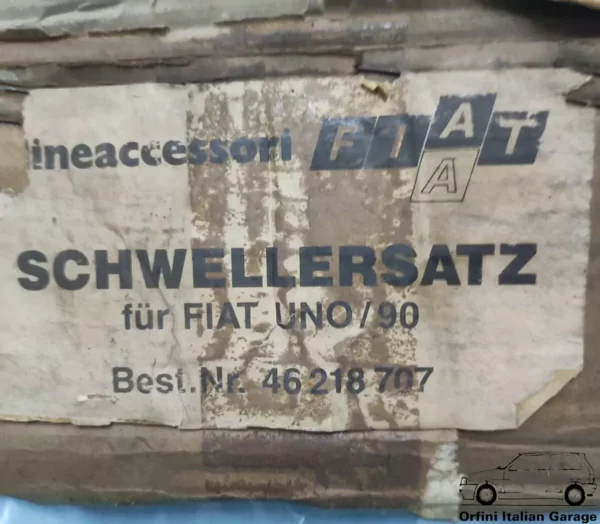 ineaccessori FIAT
A
SCHWELLERSATZ
für FIAT UNO/90
Best.Nr. 46 218 707
Orfini Italian Garage